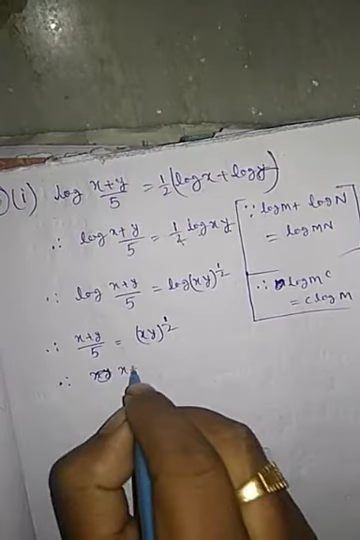 (i) log x+y/5 = 1/2 (log x + log y)
∴ log x+y/5 = 1/2 log xy
∴ log x+y/5 = log (xy)^1/2
∴ x+y/5 = (xy)^1/2
∴ x+
∵ log M + log N
= log MN
∵ log M^c
= c log M